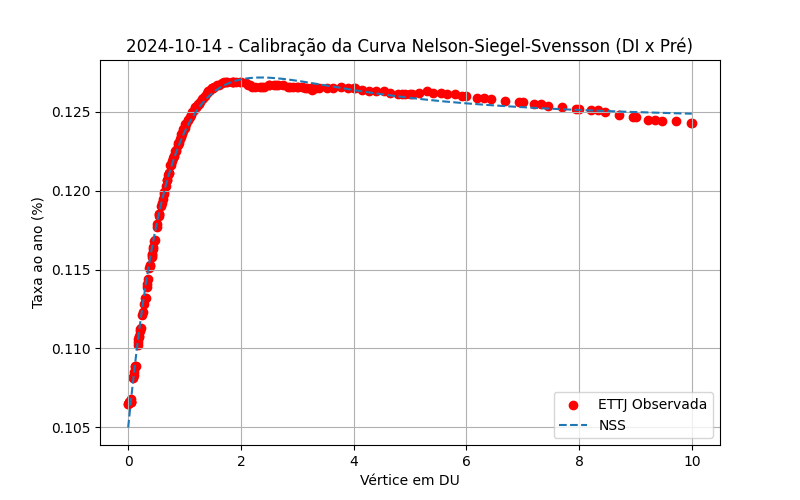 2024-10-14 - Calibração da Curva Nelson-Siegel-Svensson (DI x Pré)
Taxa ao ano (%)
0.125
0.120
0.115
0.110
0.105
ETTJ Observada
NSS
0 2 4 6 8 10
Vértice em DU